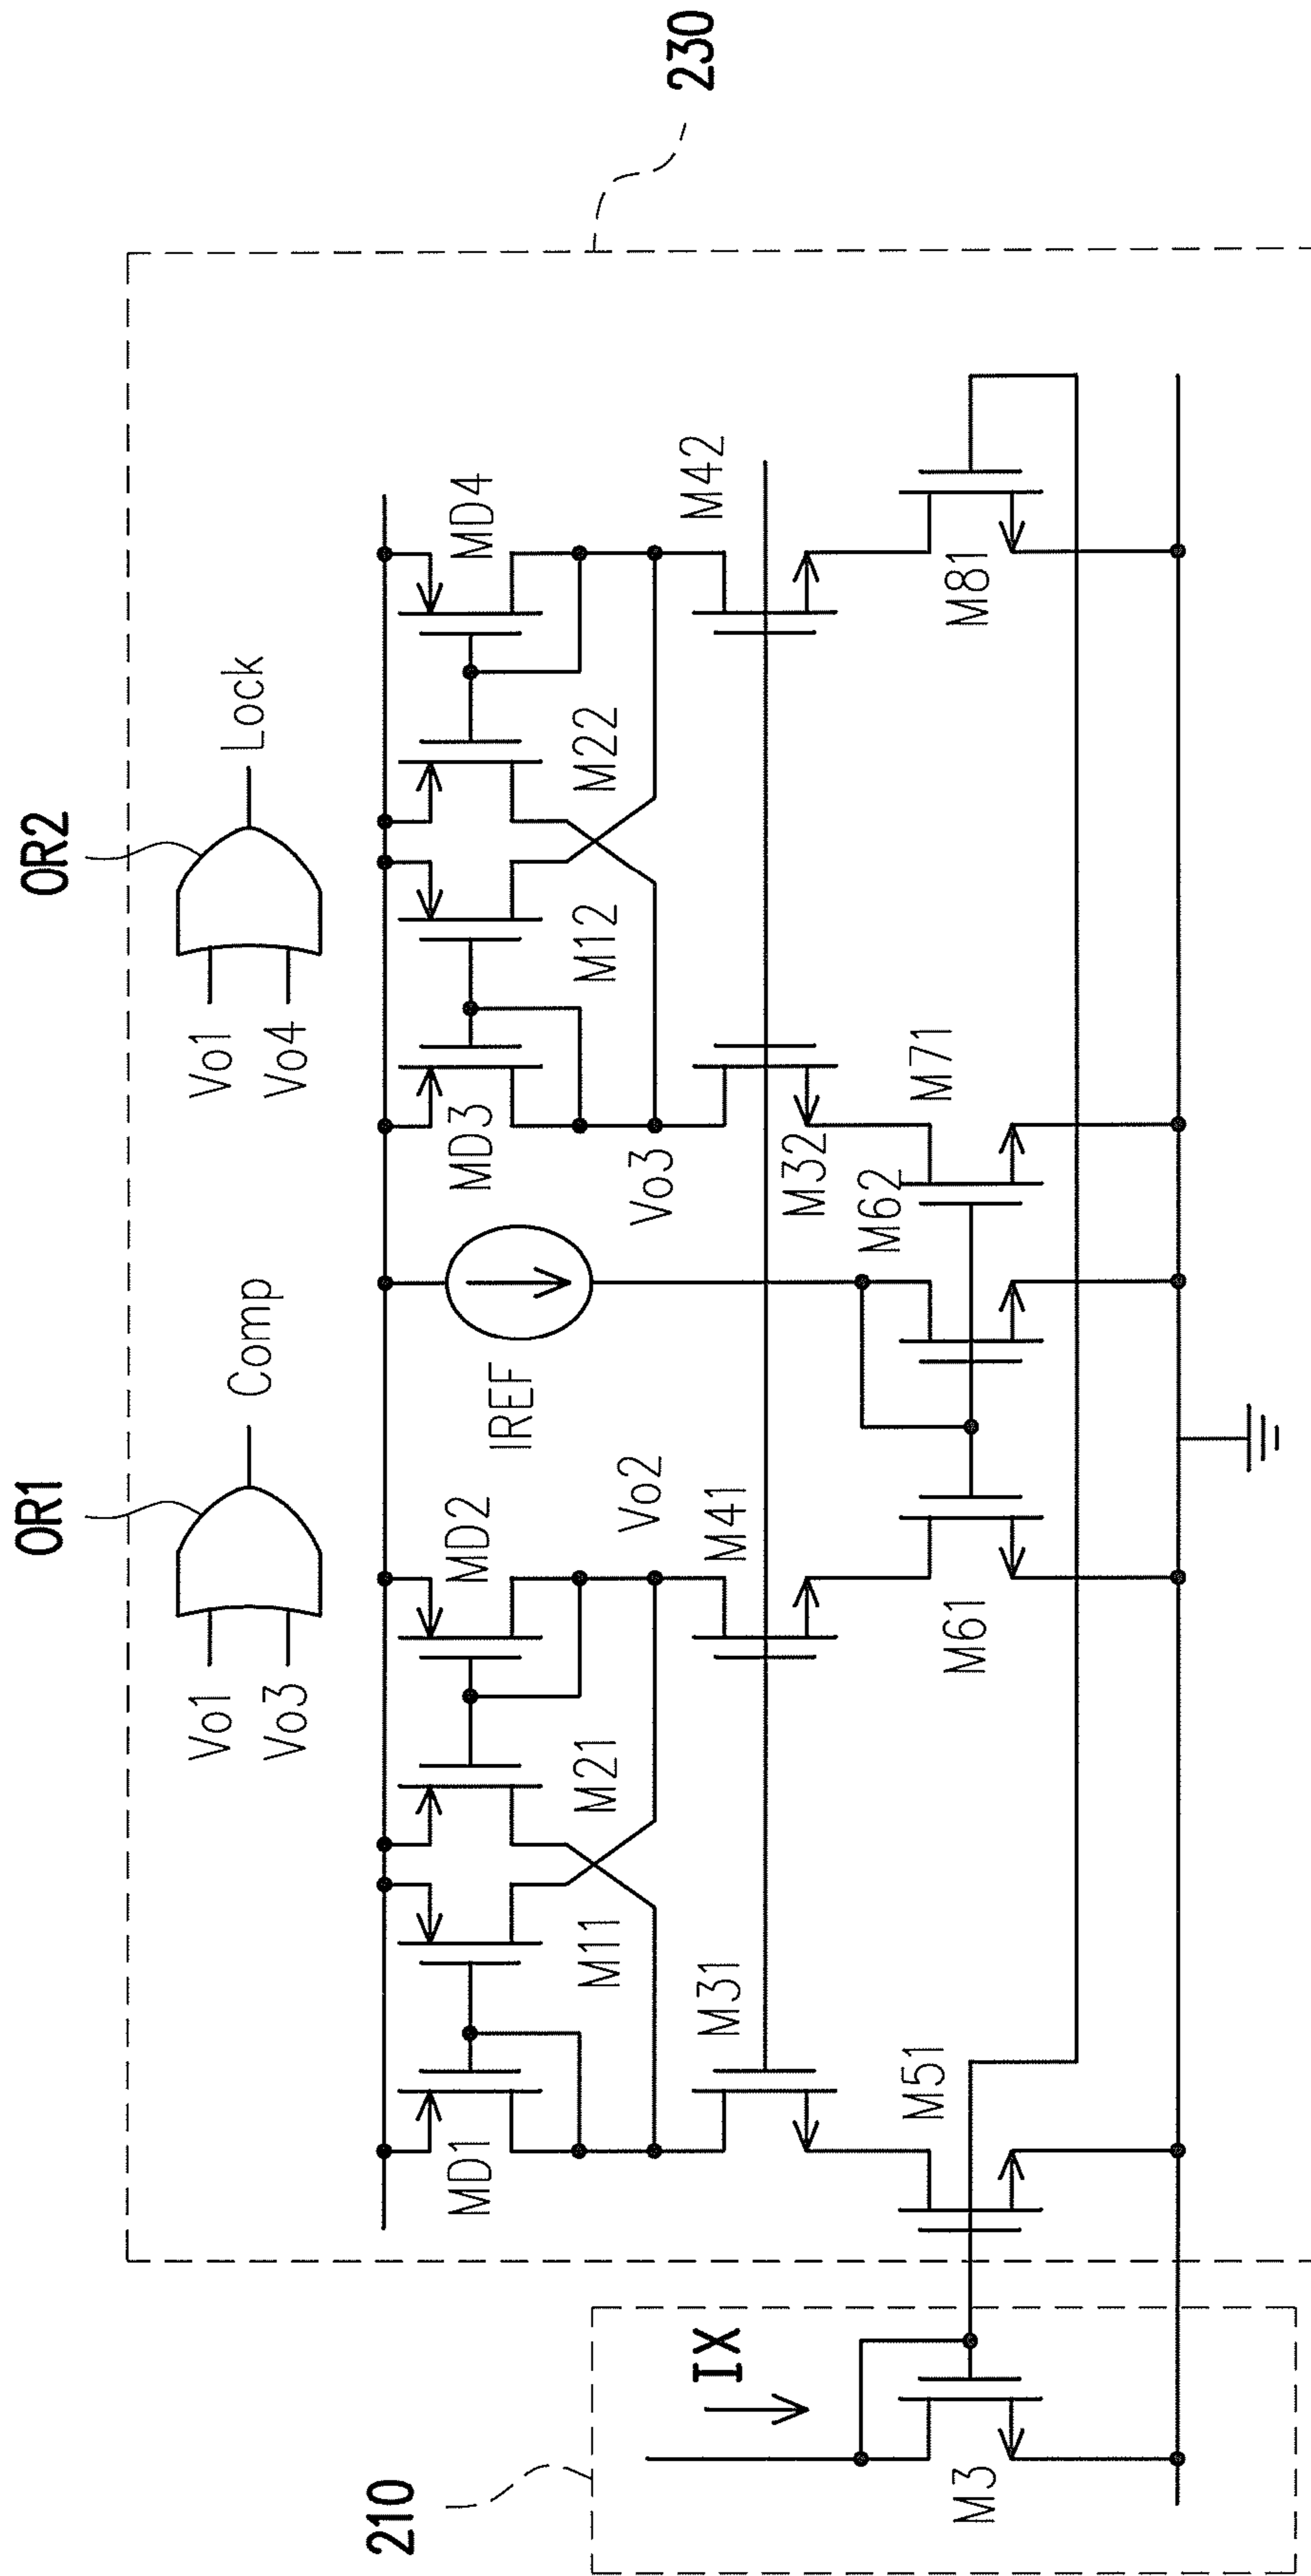 230
OR1
OR2
Vo1
Vo3
Comp
Vo1
Vo4
Lock
MD1
M11
M21
MD2
IREF
MD3
M12
M22
MD4
Vo2
Vo3
210
IX
M31
M41
M32
M42
M3
M51
M61
M62
M71
M81